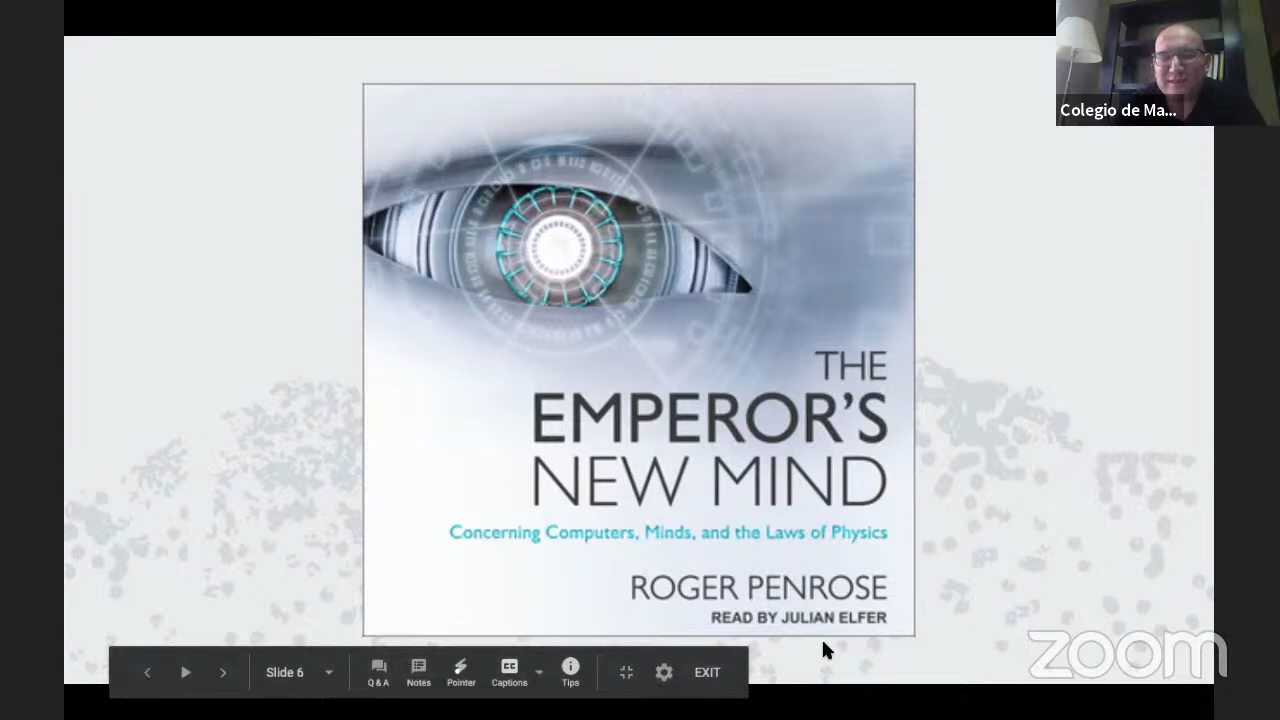 Colegio de Ma...
THE
EMPEROR'S
NEW MIND
Concerning Computers, Minds, and the Laws of Physics
ROGER PENROSE
READ BY JULIAN ELFER
zoom
Slide 6
Q & A
Notes
Pointer
CC
Captions
Tips
EXIT